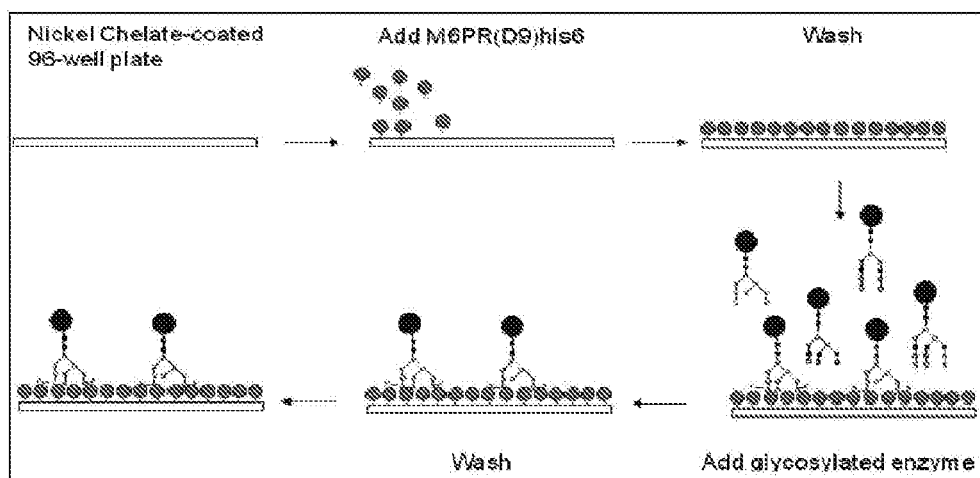 Nickel Chelate-coated
96-well plate
Add M6PR(D9)his6
Wash
Wash
Add glycosylated enzyme